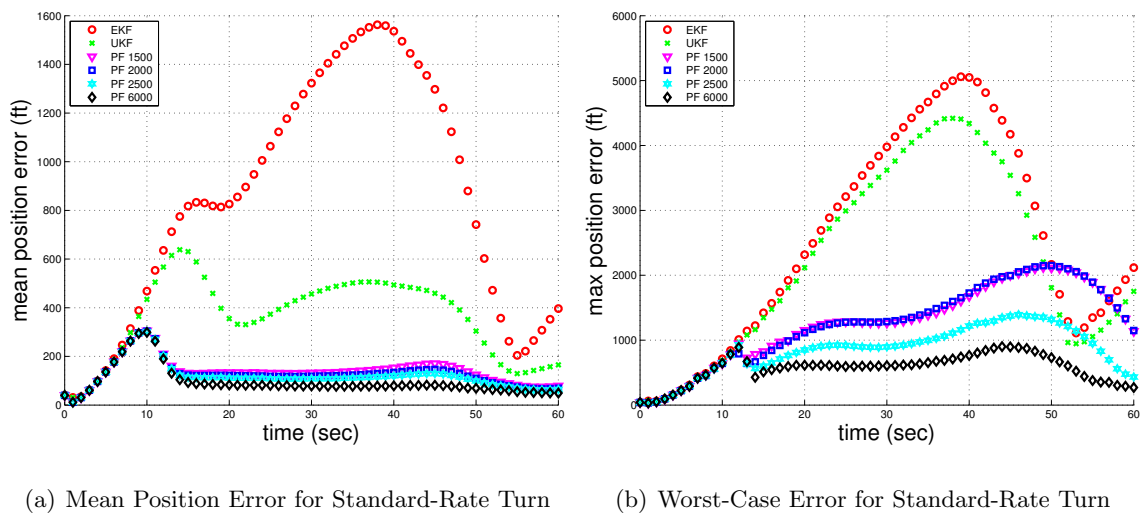 EKF
UKF
PF 1500
PF 2000
PF 2500
PF 6000
1600
1400
1200
1000
800
600
400
200
0
mean position error (ft)
0 10 20 30 40 50 60
time (sec)
EKF
UKF
PF 1500
PF 2000
PF 2500
PF 6000
6000
5000
4000
3000
2000
1000
0
max position error (ft)
0 10 20 30 40 50 60
time (sec)
(a) Mean Position Error for Standard-Rate Turn
(b) Worst-Case Error for Standard-Rate Turn